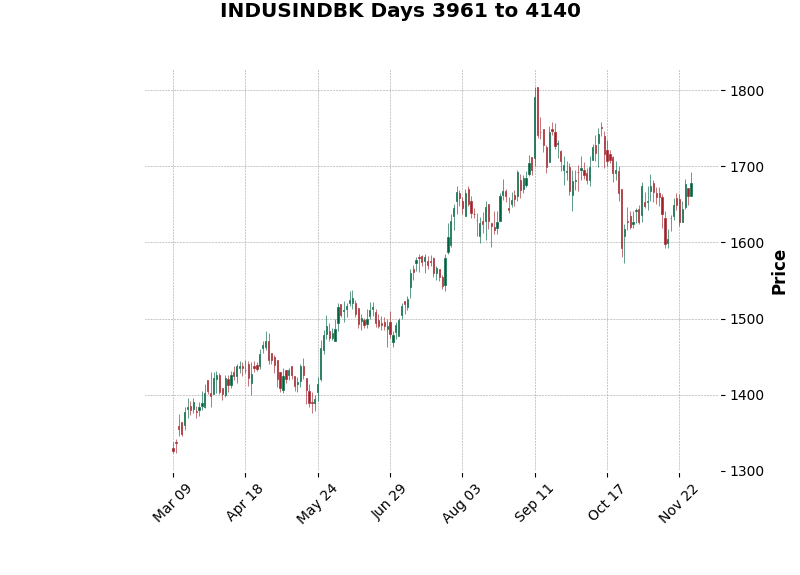 INDUSINDBK Days 3961 to 4140
1800
1700
1600
1500
1400
1300
Price
Mar 09
Apr 18
May 24
Jun 29
Aug 03
Sep 11
Oct 17
Nov 22